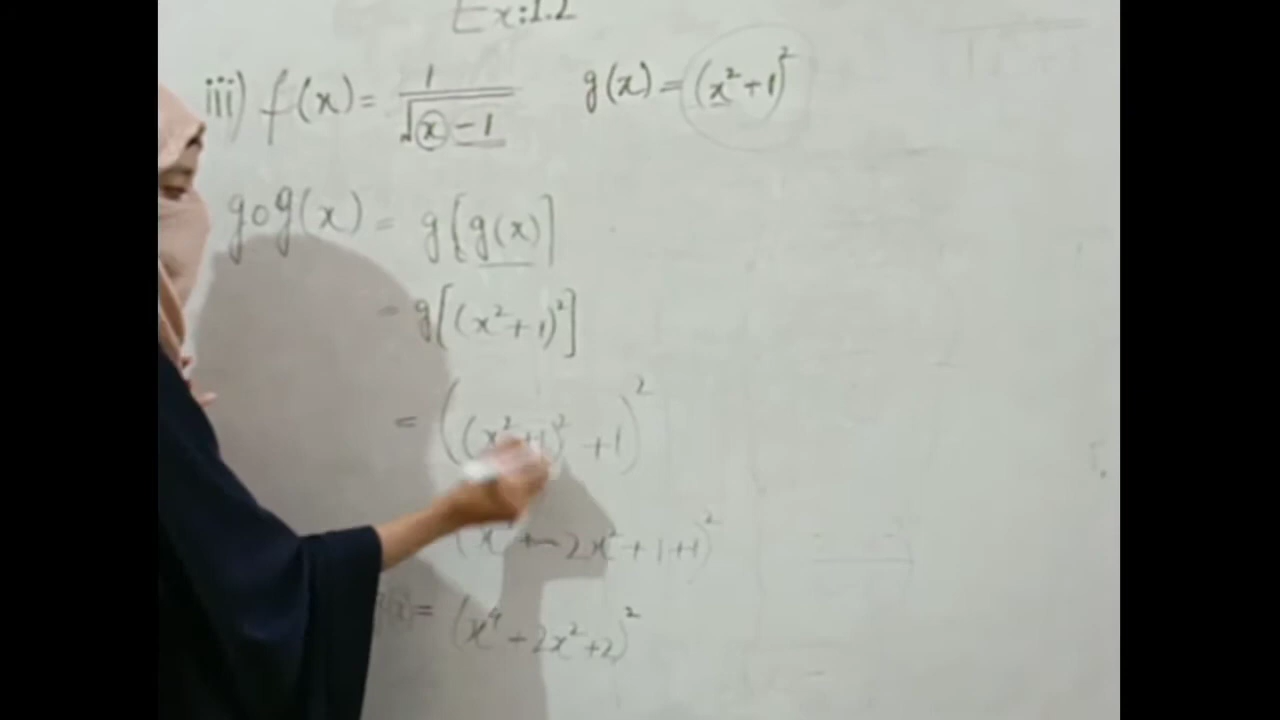 Ex:1.2
iii) f(x) = 1/√(x-1) g(x) = (x²+1)²
gog(x) = g[g(x)]
= g[(x²+1)²]
= ((x²+1)²+1)²
+ 2x²+1+1)²
= (x⁴+2x²+2)²